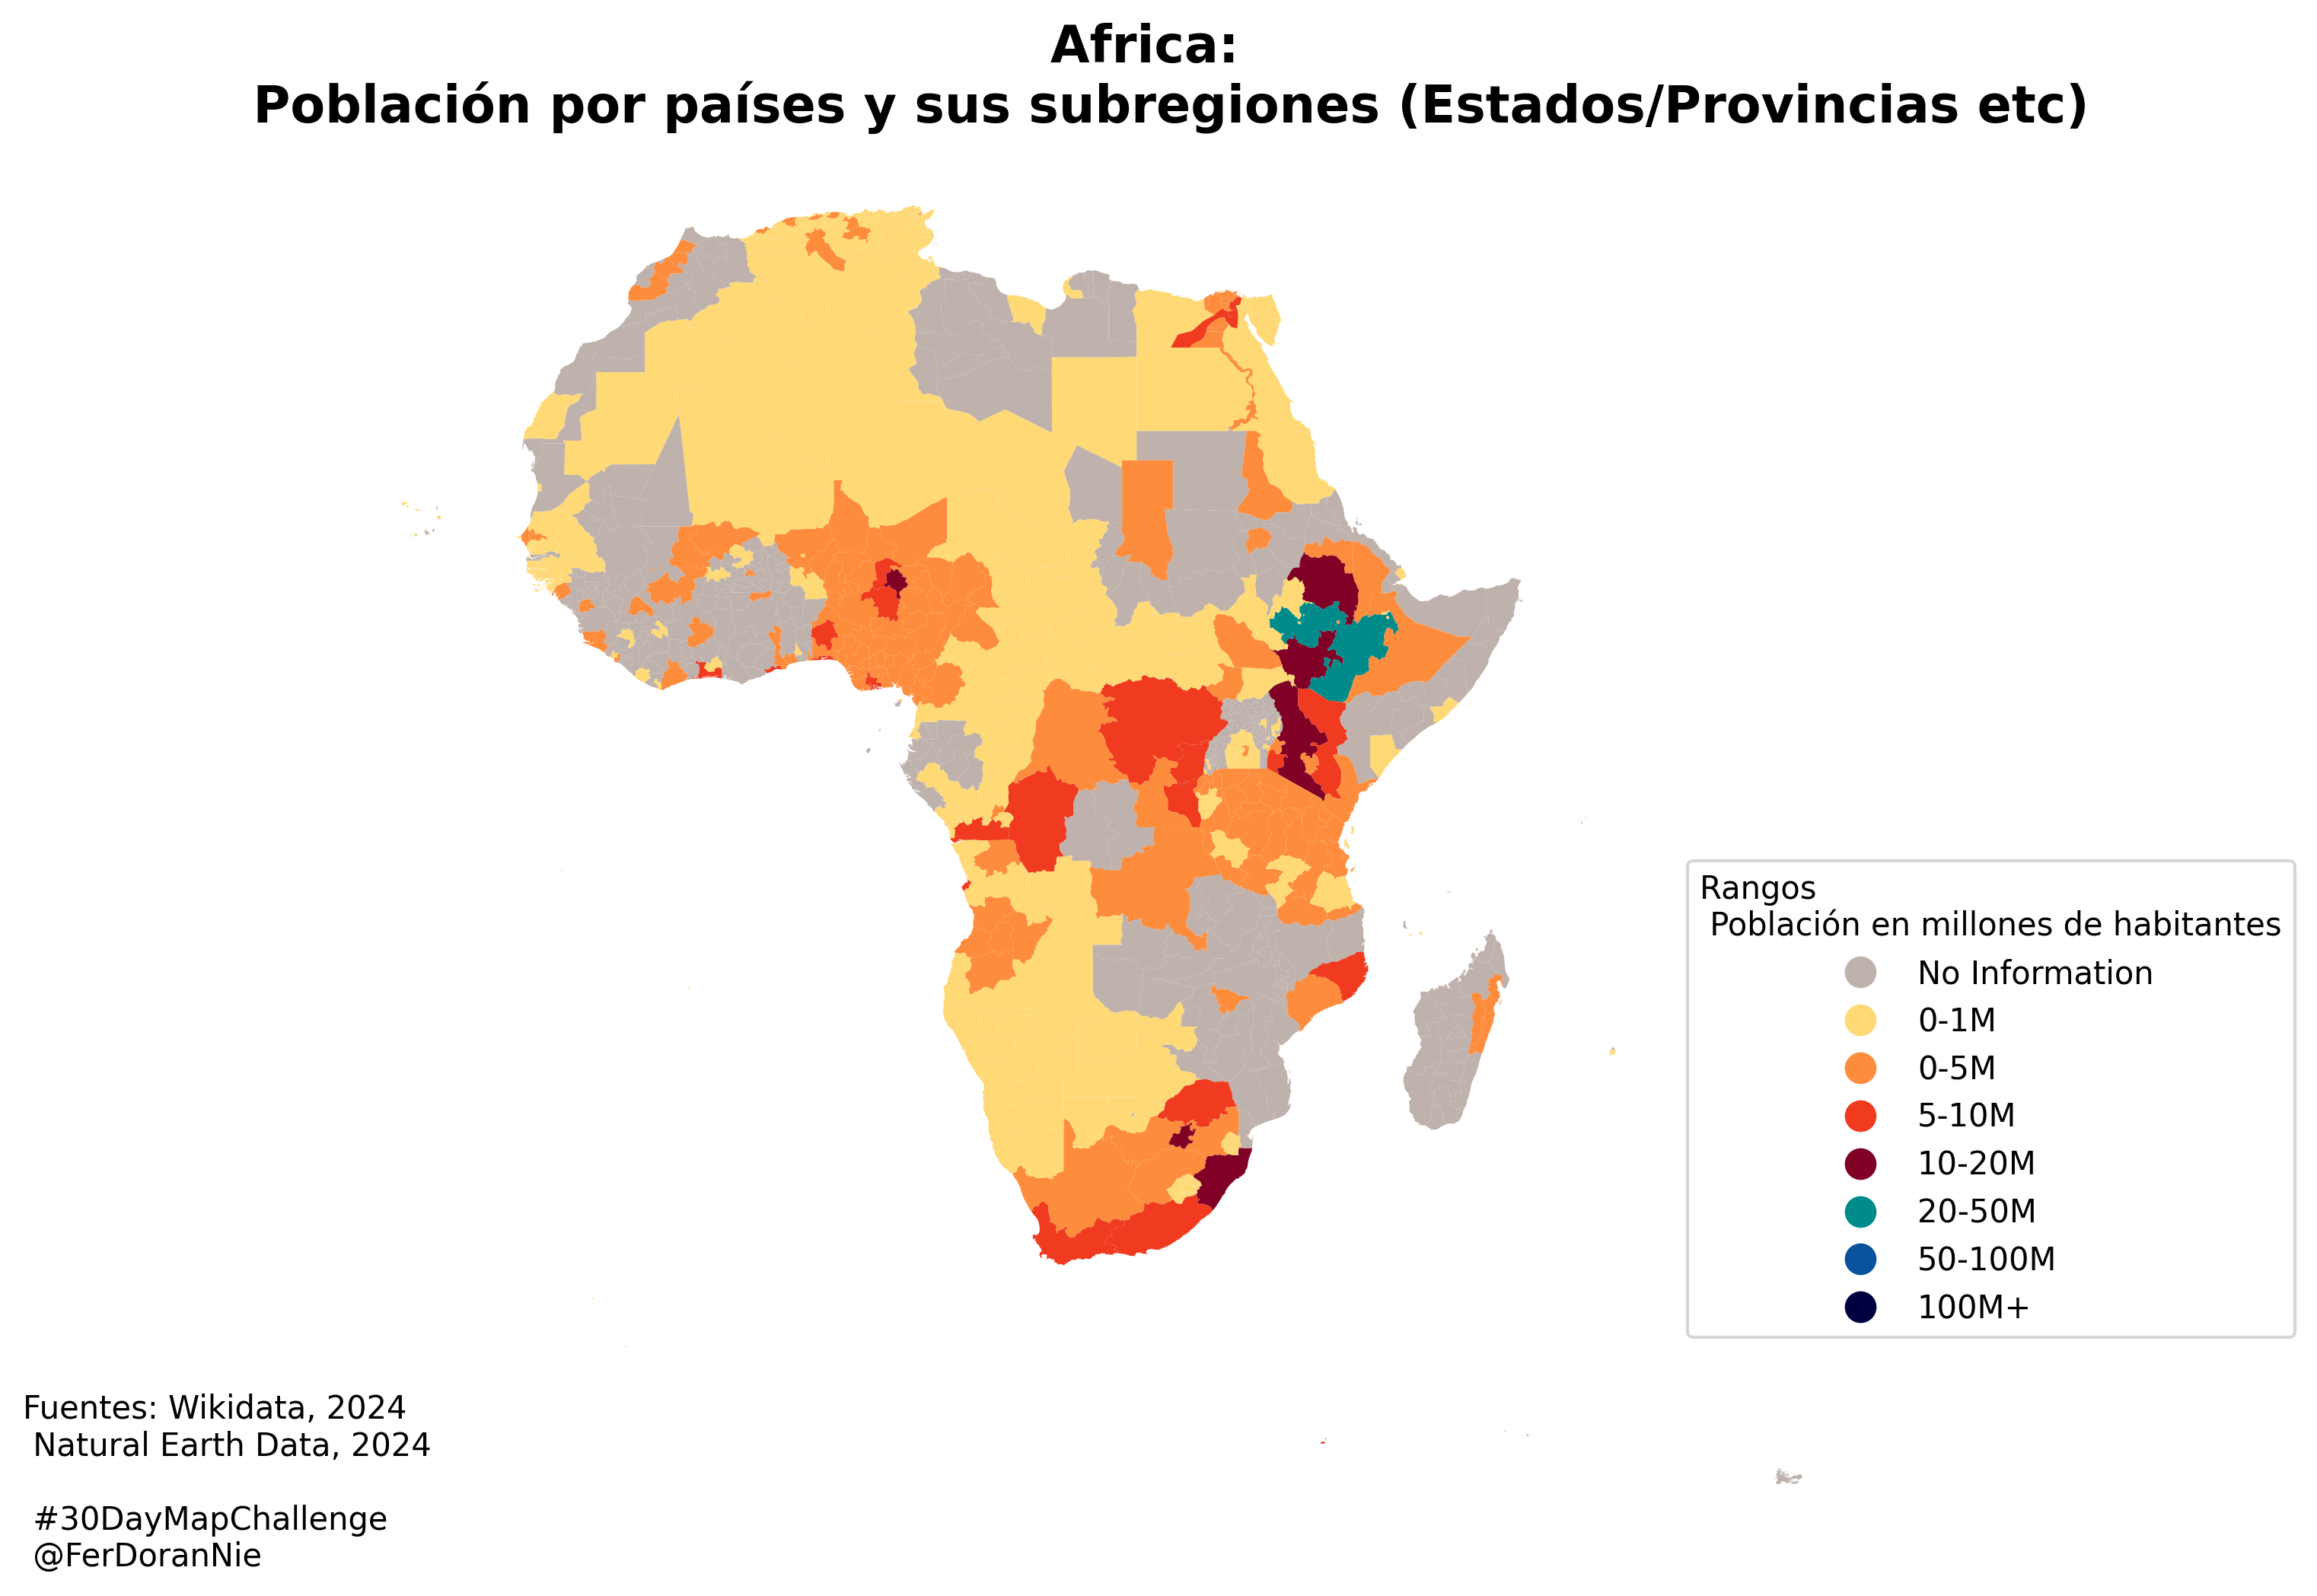 Africa:
Población por países y sus subregiones (Estados/Provincias etc)
Rangos
Población en millones de habitantes
No Information
0-1M
0-5M
5-10M
10-20M
20-50M
50-100M
100M+
Fuentes: Wikidata, 2024
Natural Earth Data, 2024
#30DayMapChallenge
@FerDoranNie